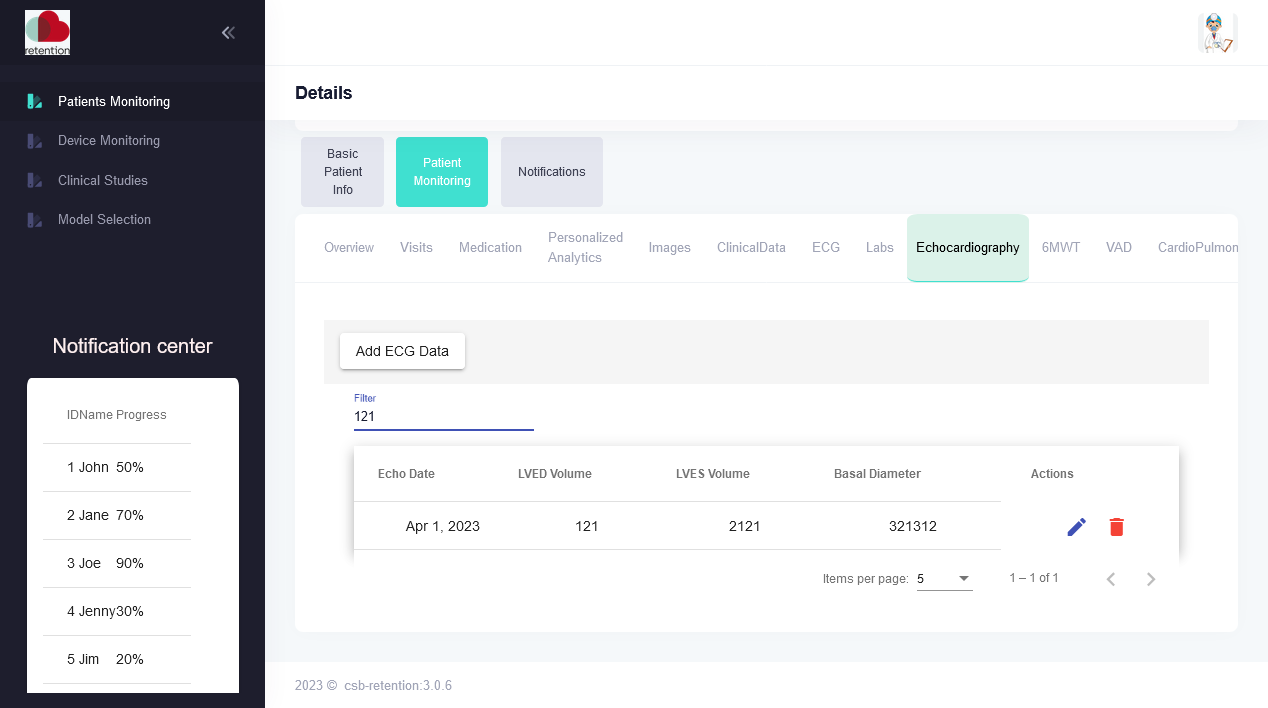 retention
Patients Monitoring
Device Monitoring
Clinical Studies
Model Selection
Notification center
IDName Progress
1 John 50%
2 Jane 70%
3 Joe 90%
4 Jenny30%
5 Jim 20%
Details
Basic
Patient
Info
Patient
Monitoring
Notifications
Overview Visits Medication Personalized
Analytics Images ClinicalData ECG Labs Echocardiography 6MWT VAD CardioPulmon
Add ECG Data
Filter
121
Echo Date LVED Volume LVES Volume Basal Diameter Actions
Apr 1, 2023 121 2121 321312
Items per page: 5 1 – 1 of 1
2023 © csb-retention:3.0.6